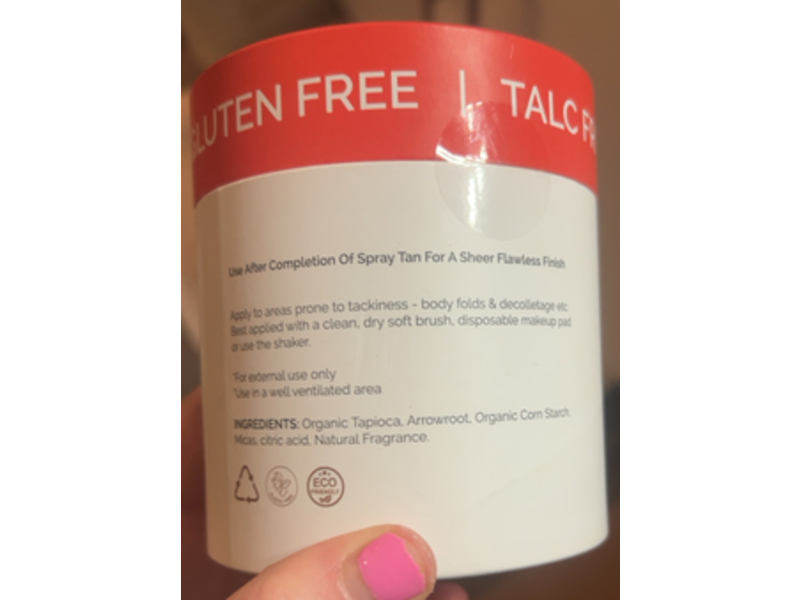 GLUTEN FREE | TALC FR
Use After Completion Of Spray Tan For A Sheer Flawless Finish
Apply to areas prone to tackiness - body folds & decolletage etc
Best applied with a clean, dry soft brush, disposable makeup pad
or use the shaker.
*For external use only
*Use in a well ventilated area
INGREDIENTS: Organic Tapioca, Arrowroot, Organic Corn Starch,
Micas, citric acid, Natural Fragrance.
ECO
FRIENDLY